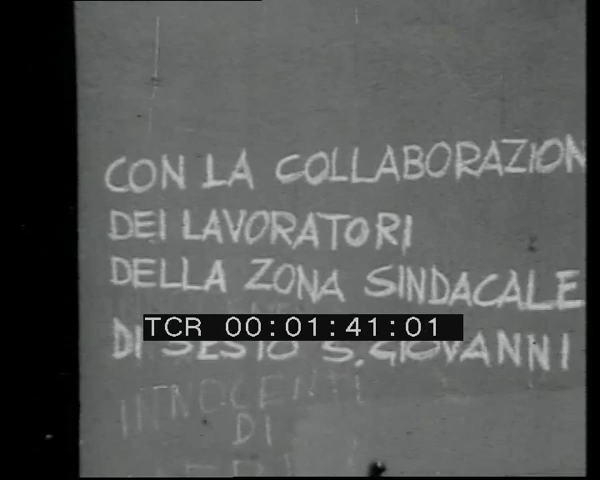 CON LA COLLABORAZION
DEI LAVORATORI
DELLA ZONA SINDACALE
TCR 00:01:41:01
DI SESTO S. GIOVANNI
INNOCENTI
DI